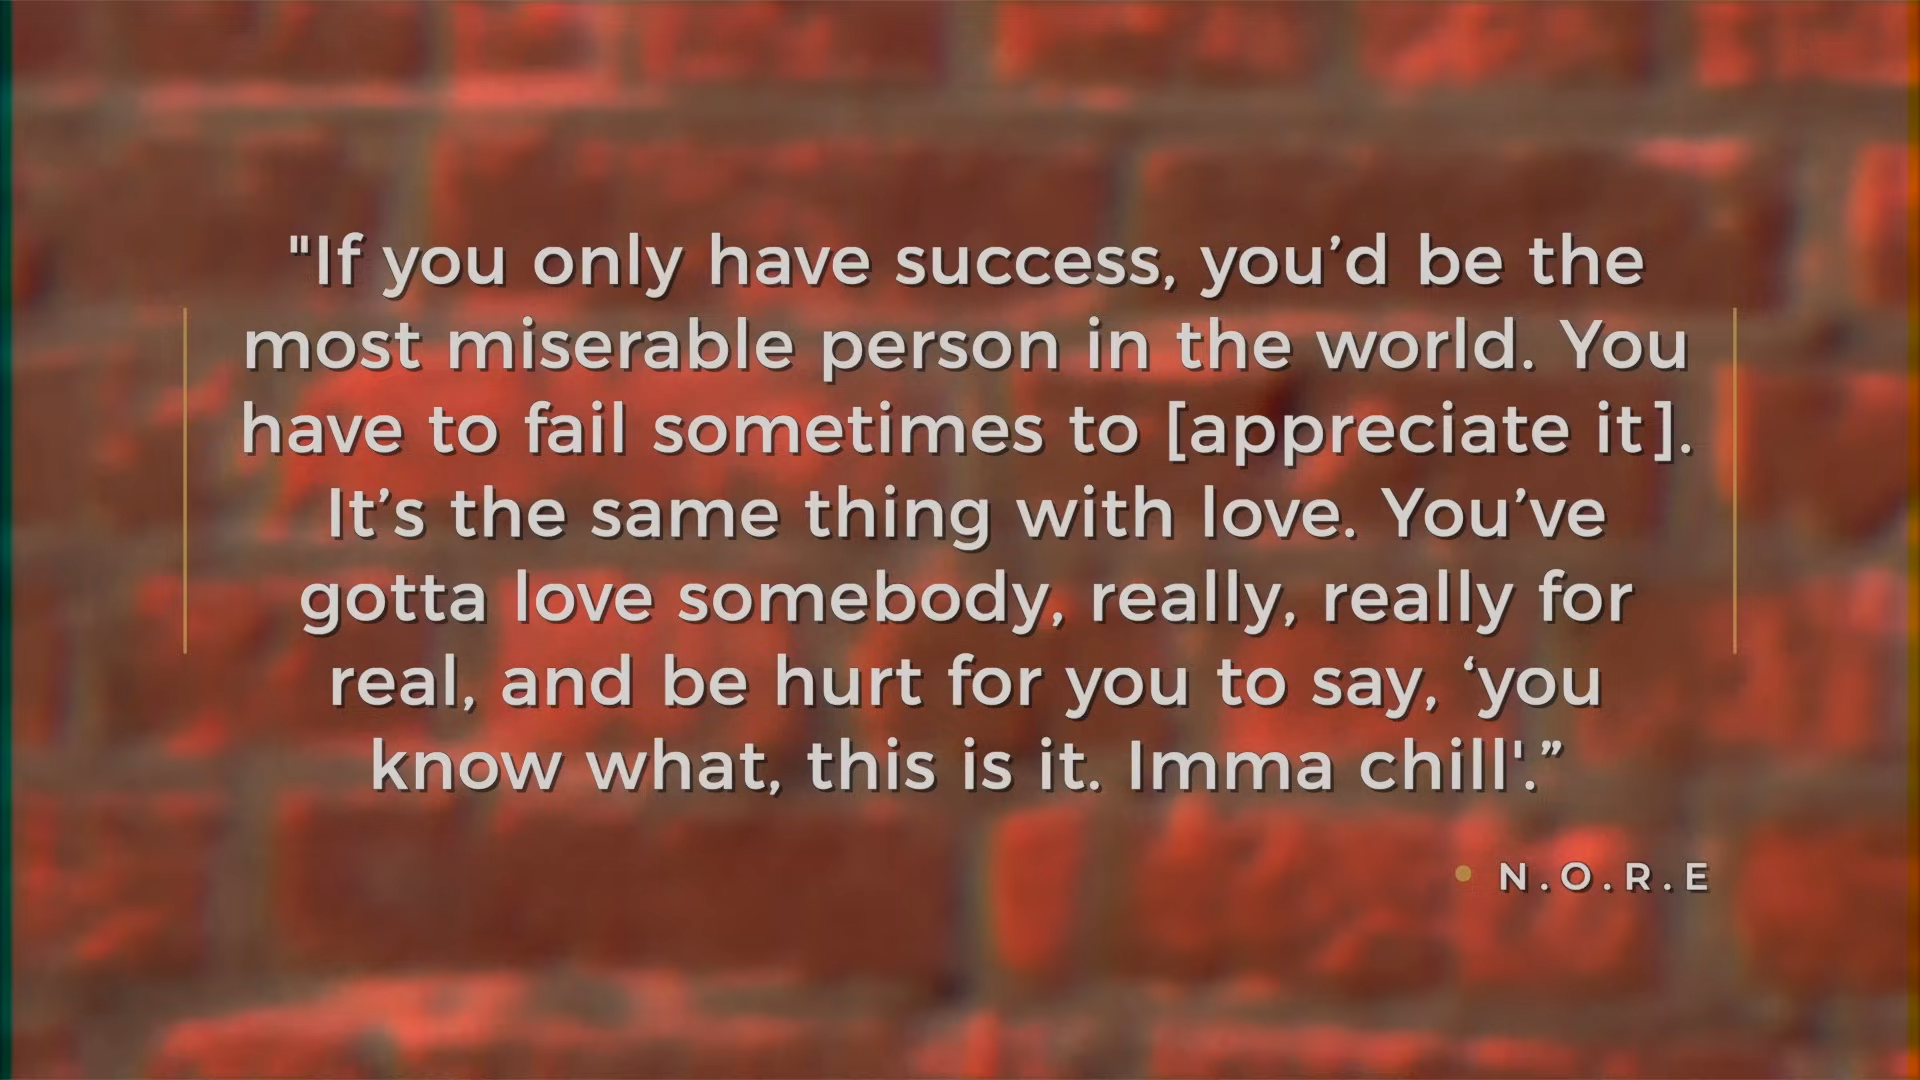 "If you only have success, you’d be the
most miserable person in the world. You
have to fail sometimes to [appreciate it].
It’s the same thing with love. You’ve
gotta love somebody, really, really for
real, and be hurt for you to say, ‘you
know what, this is it. Imma chill'.”
N.O.R.E